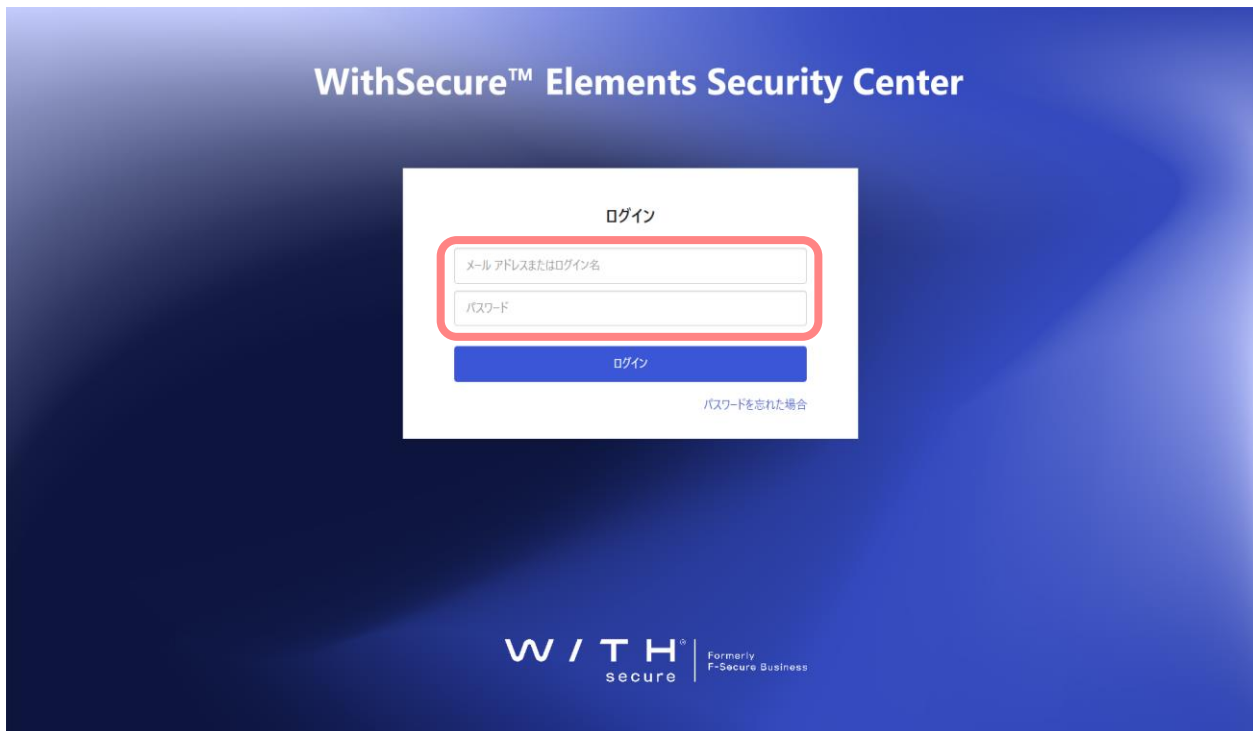 WithSecure™ Elements Security Center
ログイン
メール アドレスまたはログイン名
パスワード
ログイン
パスワードを忘れた場合
W / T H®
secure
Formerly
F-Secure Business